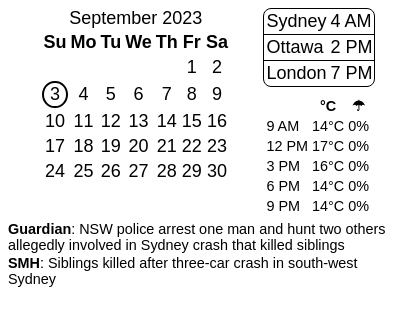 September 2023
Su Mo Tu We Th Fr Sa
1 2
3 4 5 6 7 8 9
10 11 12 13 14 15 16
17 18 19 20 21 22 23
24 25 26 27 28 29 30
Sydney 4 AM
Ottawa 2 PM
London 7 PM
°C ☂
9 AM 14°C 0%
12 PM 17°C 0%
3 PM 16°C 0%
6 PM 14°C 0%
9 PM 14°C 0%
Guardian: NSW police arrest one man and hunt two others
allegedly involved in Sydney crash that killed siblings
SMH: Siblings killed after three-car crash in south-west
Sydney